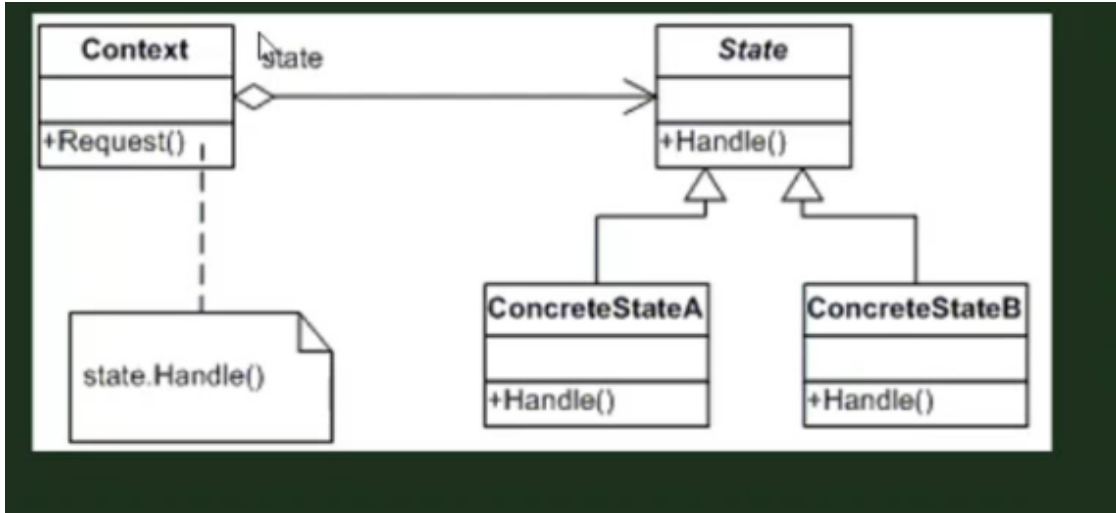 Context
state
State
+Request()
+Handle()
ConcreteStateA
ConcreteStateB
state.Handle()
+Handle()
+Handle()